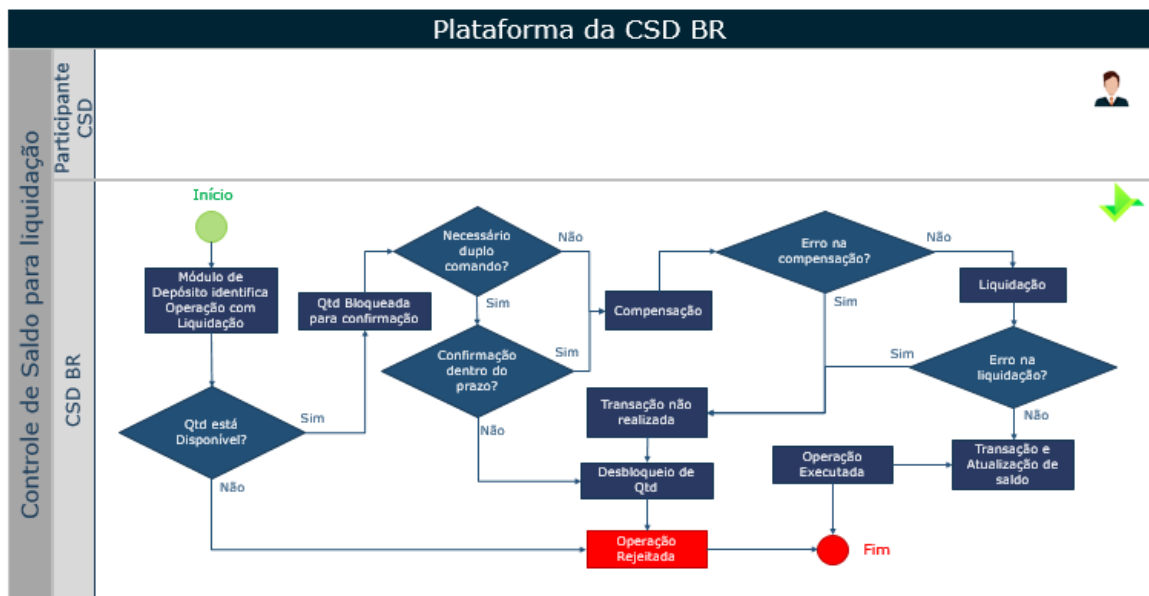 Plataforma da CSD BR
Controle de Saldo para liquidação
Participante
CSD
CSD BR
Início
Módulo de
Depósito identifica
Operação com
Liquidação
Qtd está
Disponível?
Sim
Não
Qtd Bloqueada
para confirmação
Necessário
duplo
comando?
Não
Sim
Confirmação
dentro do
prazo?
Sim
Não
Compensação
Erro na
compensação?
Não
Sim
Liquidação
Erro na
liquidação?
Sim
Não
Transação não
realizada
Desbloqueio de
Qtd
Operação
Rejeitada
Operação
Executada
Transação e
Atualização de
saldo
Fim